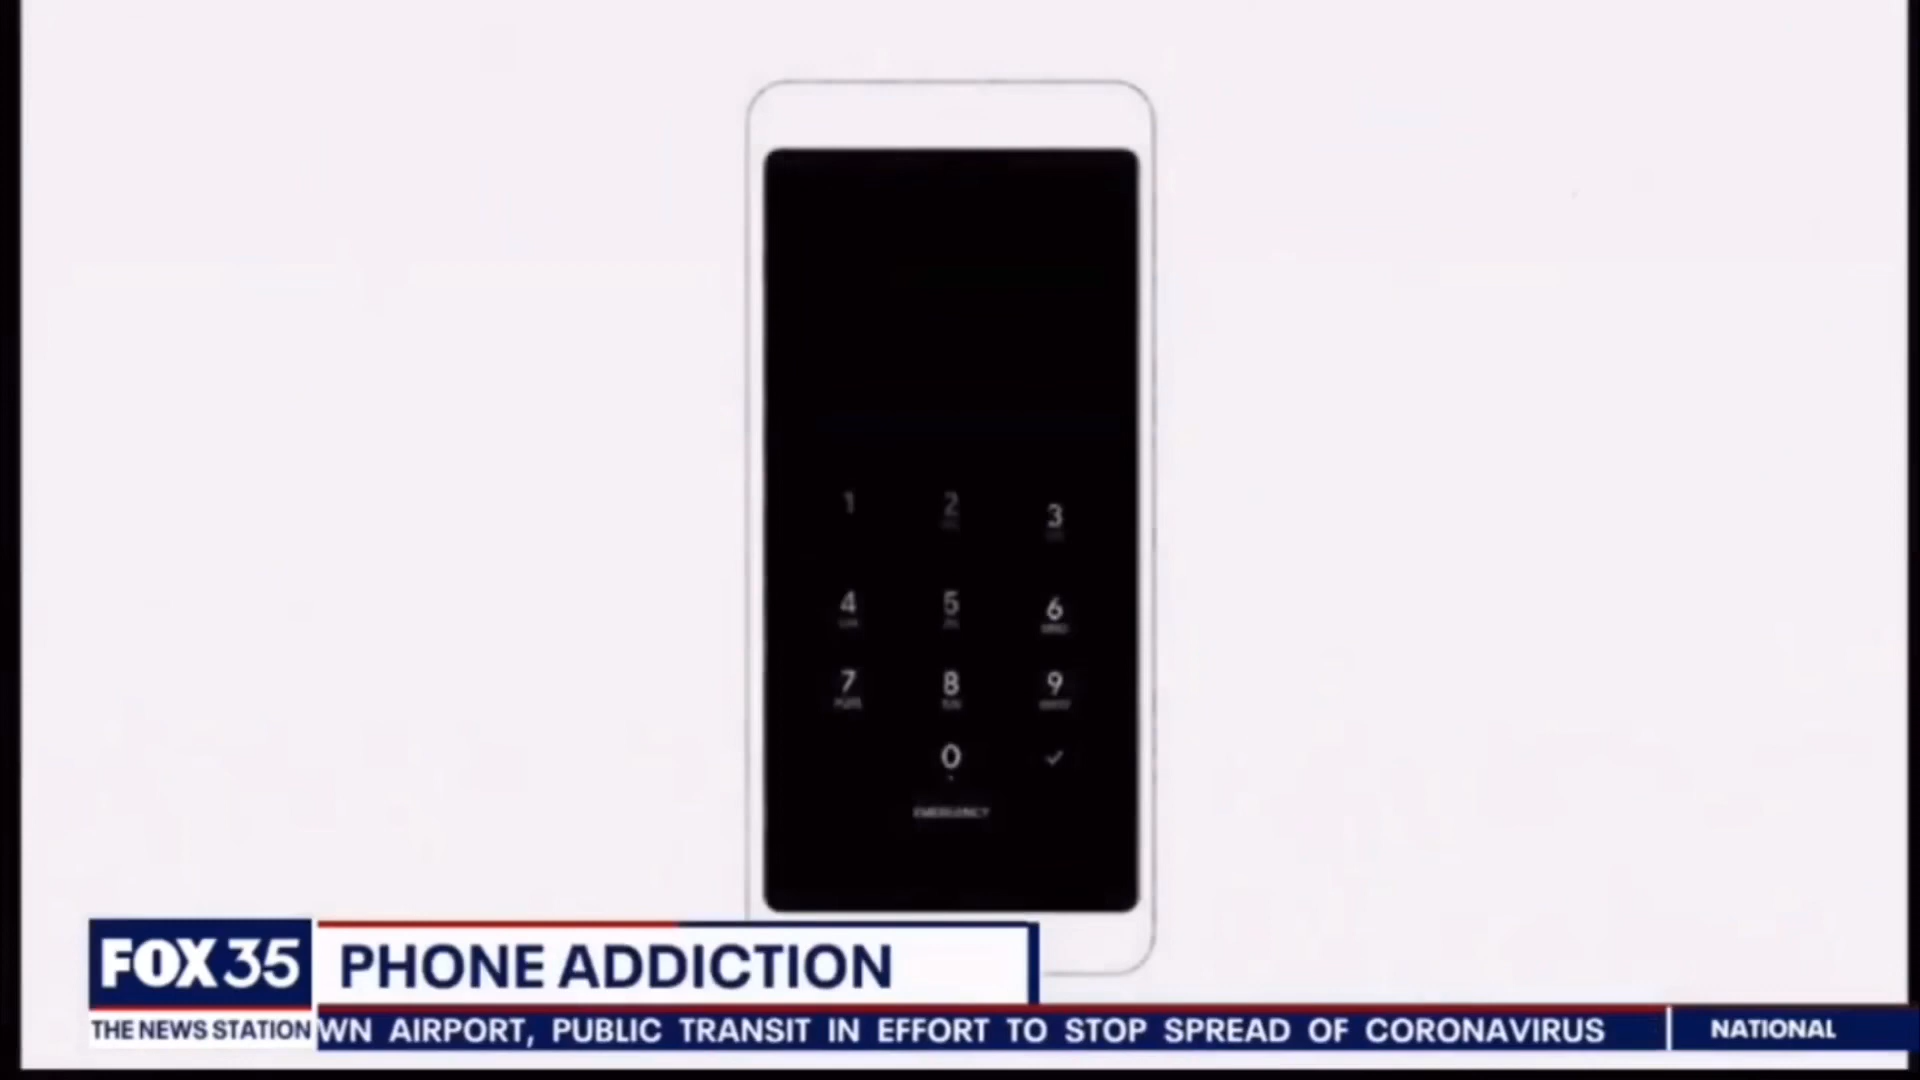 1 2 3
4 5 6
7 8 9
0
EMERGENCY
FOX 35 PHONE ADDICTION
THE NEWS STATION WN AIRPORT, PUBLIC TRANSIT IN EFFORT TO STOP SPREAD OF CORONAVIRUS NATIONAL